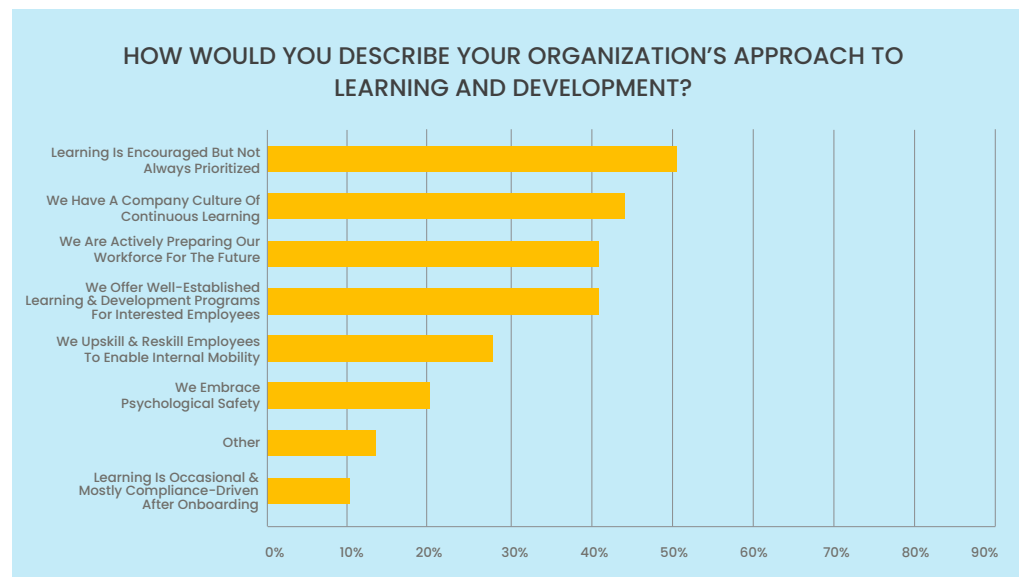 HOW WOULD YOU DESCRIBE YOUR ORGANIZATION’S APPROACH TO
LEARNING AND DEVELOPMENT?
Learning Is Encouraged But Not
Always Prioritized
We Have A Company Culture Of
Continuous Learning
We Are Actively Preparing Our
Workforce For The Future
We Offer Well-Established
Learning & Development Programs
For Interested Employees
We Upskill & Reskill Employees
To Enable Internal Mobility
We Embrace
Psychological Safety
Other
Learning Is Occasional &
Mostly Compliance-Driven
After Onboarding
0% 10% 20% 30% 40% 50% 60% 70% 80% 90%